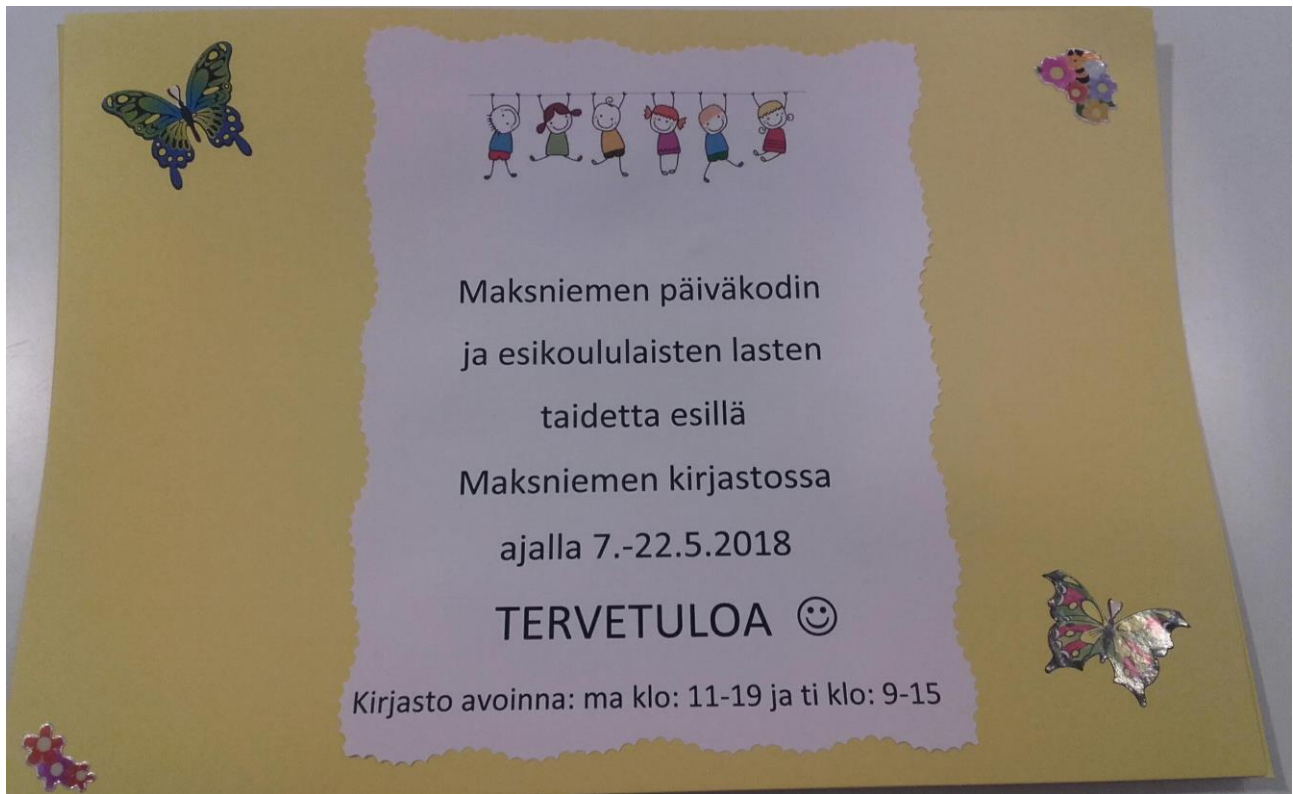 Maksniemen päiväkodin
ja esikoululaisten lasten
taidetta esillä
Maksniemen kirjastossa
ajalla 7.-22.5.2018
TERVETULOA ☺
Kirjasto avoinna: ma klo: 11-19 ja ti klo: 9-15